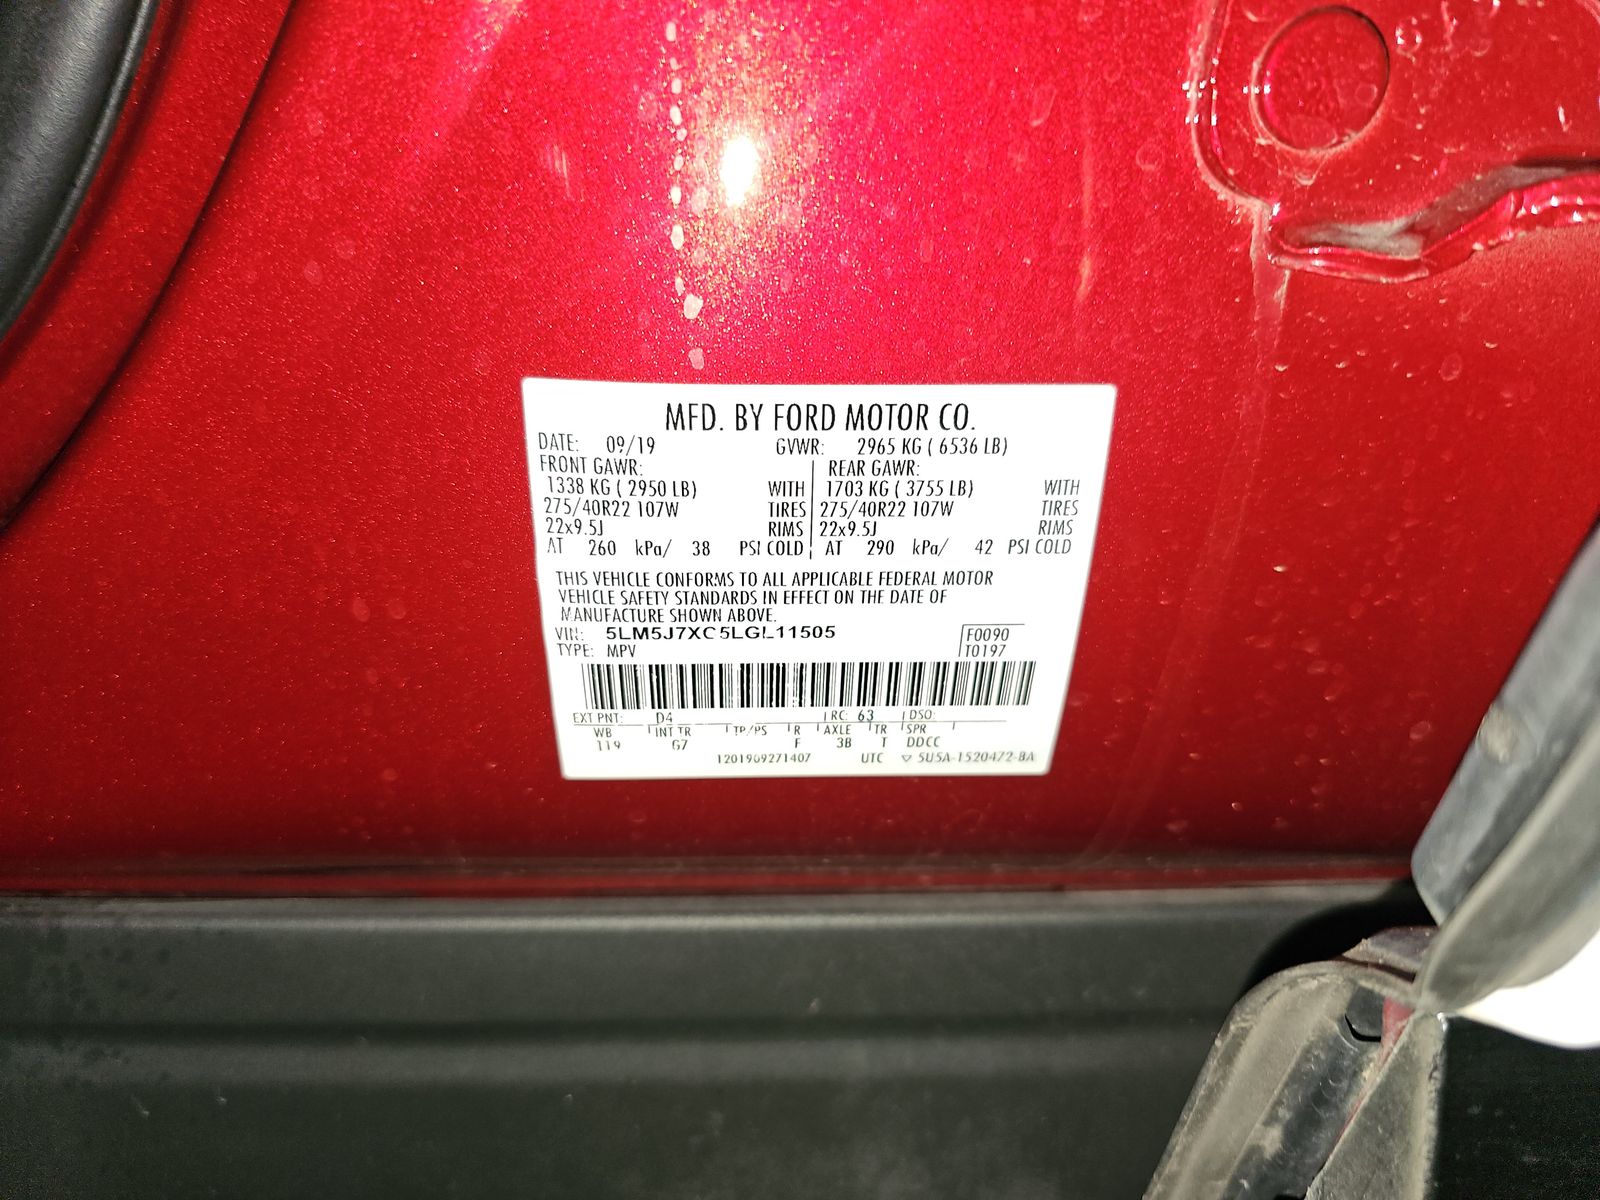 MFD. BY FORD MOTOR CO.
DATE: 09/19 GVWR: 2965 KG ( 6536 LB)
FRONT GAWR: REAR GAWR:
1338 KG ( 2950 LB) WITH 1703 KG ( 3755 LB) WITH
275/40R22 107W TIRES 275/40R22 107W TIRES
22x9.5J RIMS 22x9.5J RIMS
AT 260 kPa/ 38 PSI COLD AT 290 kPa/ 42 PSI COLD
THIS VEHICLE CONFORMS TO ALL APPLICABLE FEDERAL MOTOR
VEHICLE SAFETY STANDARDS IN EFFECT ON THE DATE OF
MANUFACTURE SHOWN ABOVE.
VIN: 5LM5J7XC5LGL11505 F0090
TYPE: MPV T0197
EXT PNT: D4 RC: 63 DSO:
WB INT TR TP/PS R AXLE TR SPR
119 G7 F 3B T DDCC
1201909271407 UTC ▽ 5U5A-1520472-BA